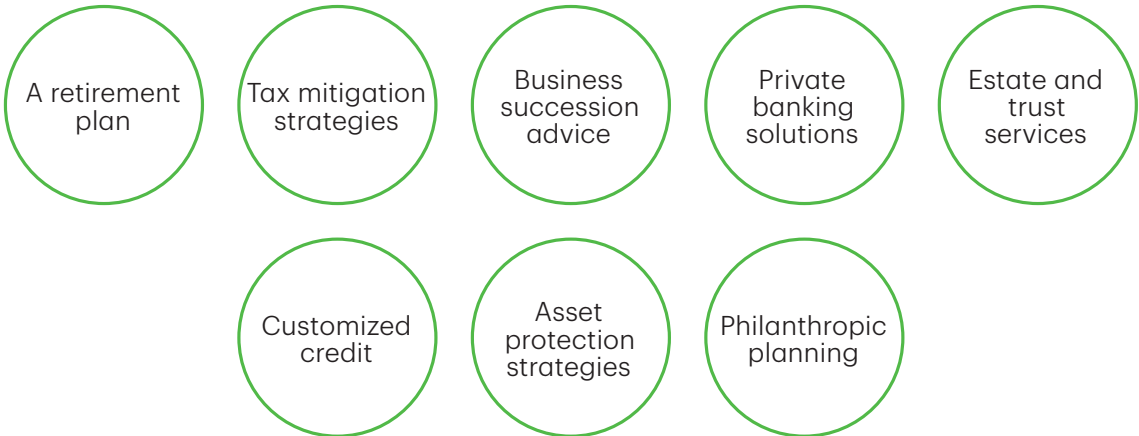 A retirement
plan
Tax mitigation
strategies
Business
succession
advice
Private
banking
solutions
Estate and
trust
services
Customized
credit
Asset
protection
strategies
Philanthropic
planning